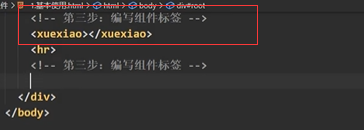 件 > 1.基本使用.html > html > body > div#root
<!-- 第三步：编写组件标签 -->
<xuexiao></xuexiao>
<hr>
<!-- 第三步：编写组件标签 -->
</div>
</body>